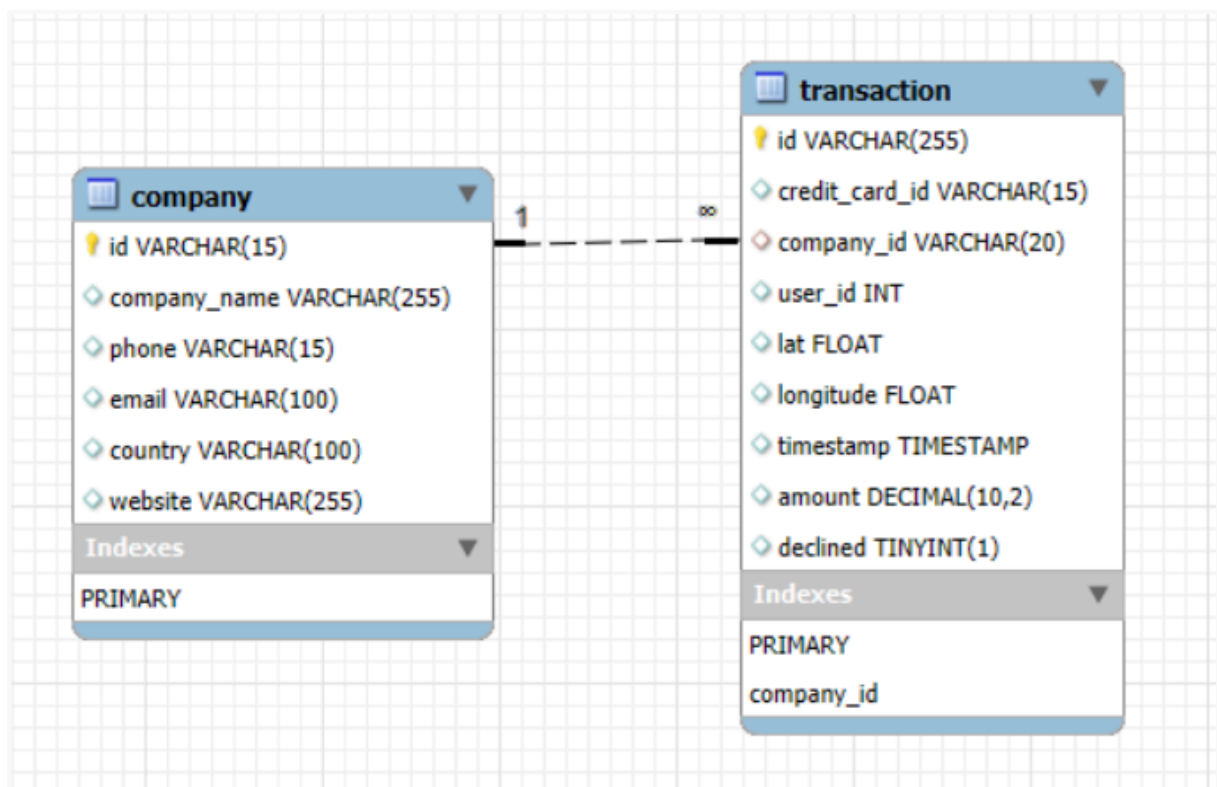 company
id VARCHAR(15)
company_name VARCHAR(255)
phone VARCHAR(15)
email VARCHAR(100)
country VARCHAR(100)
website VARCHAR(255)
Indexes
PRIMARY
1
∞
transaction
id VARCHAR(255)
credit_card_id VARCHAR(15)
company_id VARCHAR(20)
user_id INT
lat FLOAT
longitude FLOAT
timestamp TIMESTAMP
amount DECIMAL(10,2)
declined TINYINT(1)
Indexes
PRIMARY
company_id